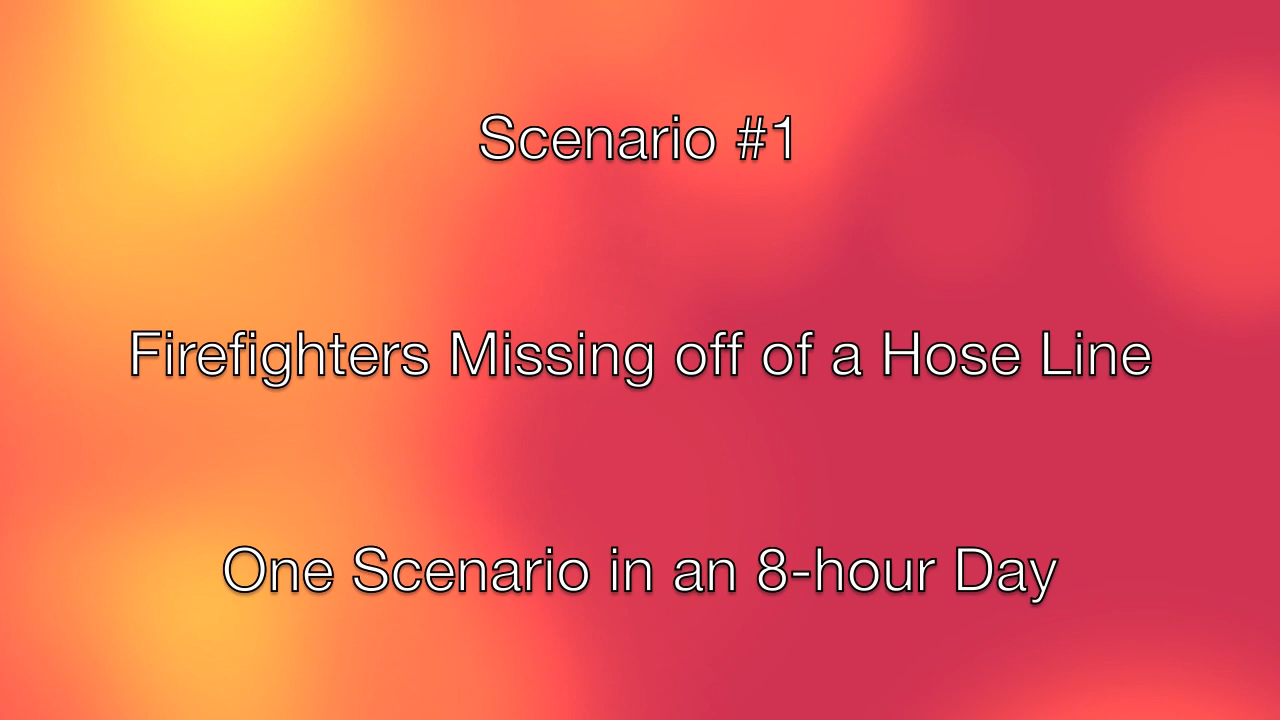 Scenario #1
Firefighters Missing off of a Hose Line
One Scenario in an 8-hour Day